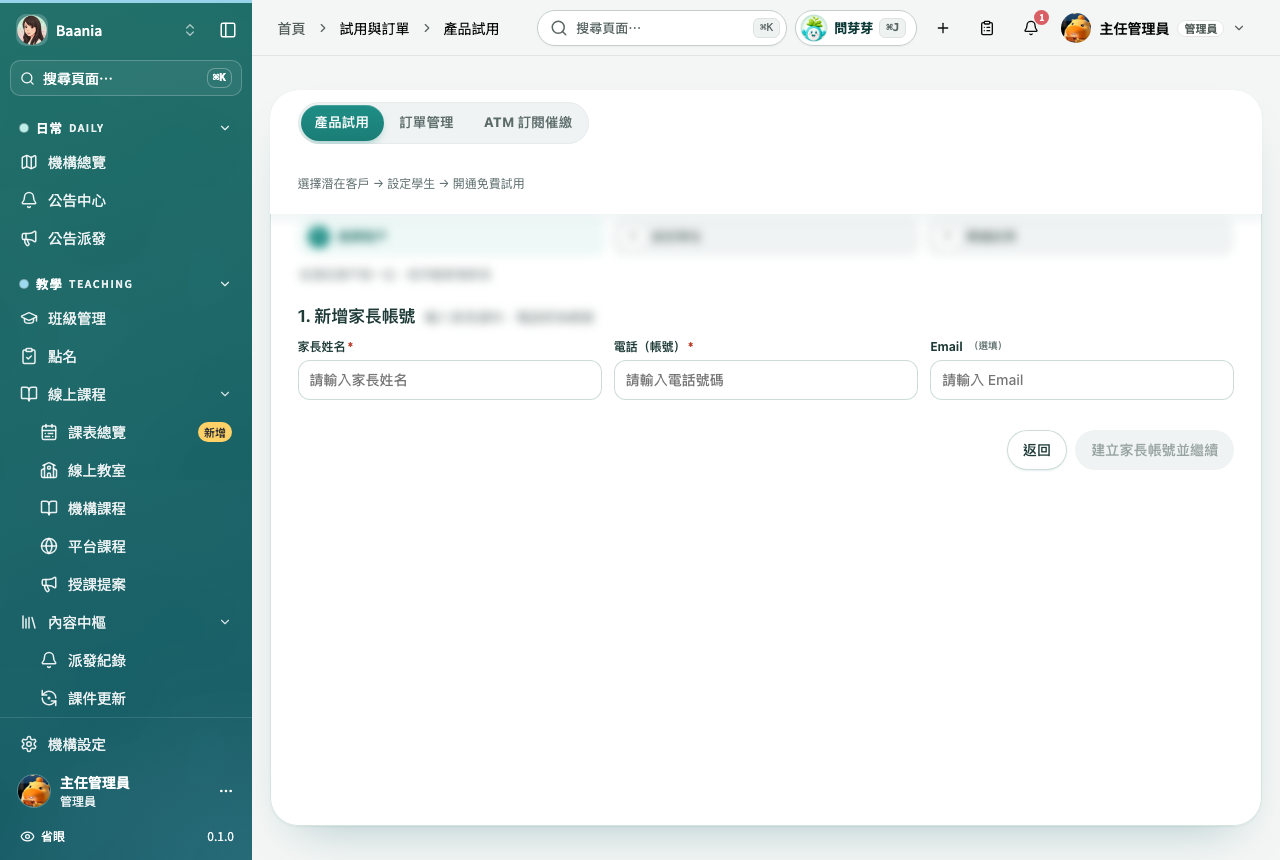 Baania
搜尋頁面… ⌘K
日常 DAILY
機構總覽
公告中心
公告派發
教學 TEACHING
班級管理
點名
線上課程
課表總覽 新增
線上教室
機構課程
平台課程
授課提案
內容中樞
派發紀錄
課件更新
機構設定
主任管理員
管理員
省眼 0.1.0
首頁 > 試用與訂單 > 產品試用
搜尋頁面… ⌘K
問芽芽 ⌘J
1
主任管理員 管理員
產品試用 訂單管理 ATM 訂閱催繳
選擇潛在客戶 → 設定學生 → 開通免費試用
1. 新增家長帳號
家長姓名* 電話（帳號）* Email （選填）
請輸入家長姓名 請輸入電話號碼 請輸入 Email
返回 建立家長帳號並繼續